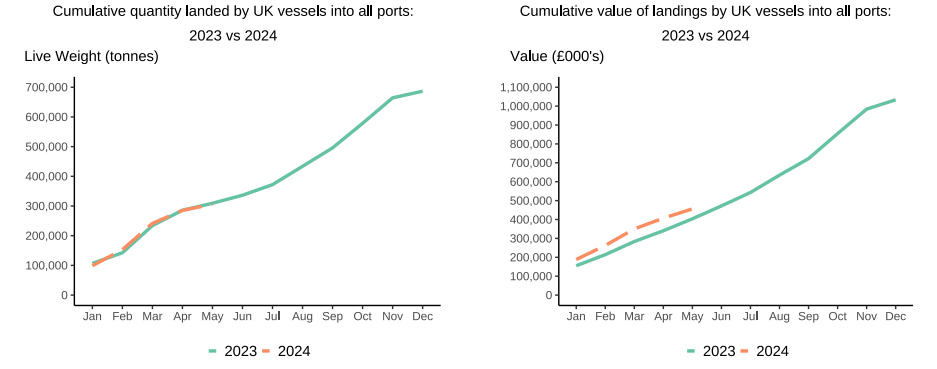 Cumulative quantity landed by UK vessels into all ports:
2023 vs 2024
Live Weight (tonnes)
700,000
600,000
500,000
400,000
300,000
200,000
100,000
0
Jan Feb Mar Apr May Jun Jul Aug Sep Oct Nov Dec
2023 2024
Cumulative value of landings by UK vessels into all ports:
2023 vs 2024
Value (£000's)
1,100,000
1,000,000
900,000
800,000
700,000
600,000
500,000
400,000
300,000
200,000
100,000
0
Jan Feb Mar Apr May Jun Jul Aug Sep Oct Nov Dec
2023 2024